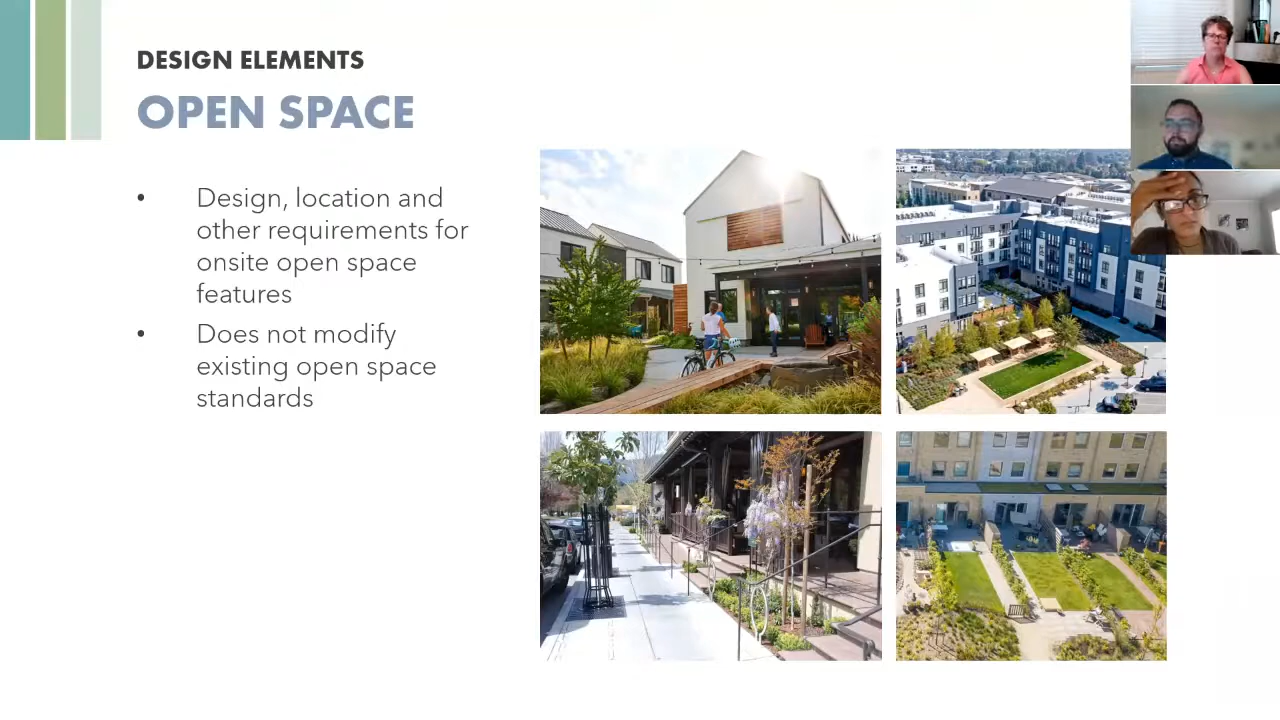 DESIGN ELEMENTS
OPEN SPACE
• Design, location and
other requirements for
onsite open space
features
• Does not modify
existing open space
standards